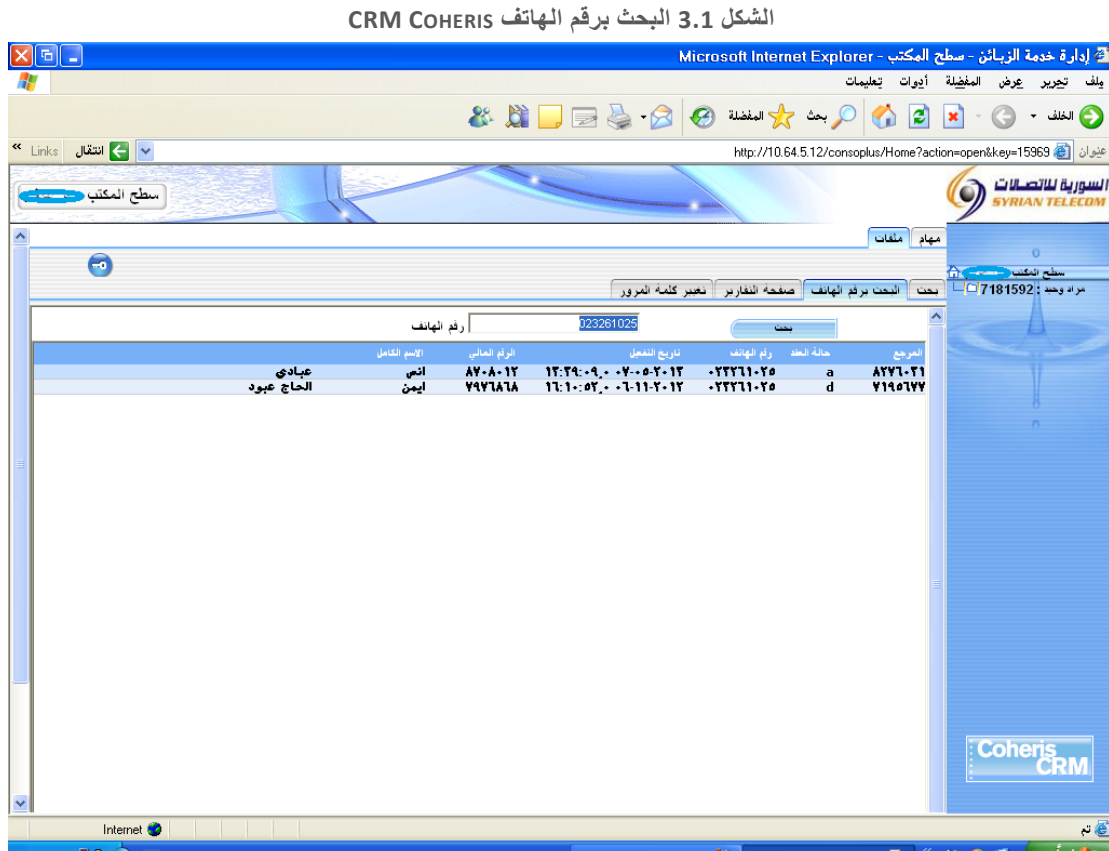 الشكل 3.1 البحث برقم الهاتف CRM COHERIS
إدارة خدمة الزبائن - سطح المكتب - Microsoft Internet Explorer
ملف تحرير عرض المفضلة أدوات تعليمات
الخلف بحث المفضلة
عنوان http://10.64.5.12/consoplus/Home?action=open&key=15969 انتقال Links »
السورية للاتصالات
SYRIAN TELECOM
سطح المكتب
مهام ملفات
سطح المكتب
مراد وحيد : 7181592
بحث البحث برقم الهاتف صفحة التقارير تغيير كلمة المرور
بحث 023261025 رقم الهاتف
المرجع حالة العقد رقم الهاتف تاريخ التفعيل الرقم المالي الاسم الكامل
٨٢٧٦٠٢١ a ٠٢٣٢٦١٠٢٥ ٢٠١٣-٠٥-٠٧ ١٣:٢٩:٠٩.٠ ٨٧٠٨٠١٢ انس عبادي
٧١٩٥٦٧٧ d ٠٢٣٢٦١٠٢٥ ٢٠١٢-١١-٠٦ ١٦:١٠:٥٢.٠ ٧٩٧٦٨٦٨ ايمن الحاج عبود
Coheris
CRM
تم Internet